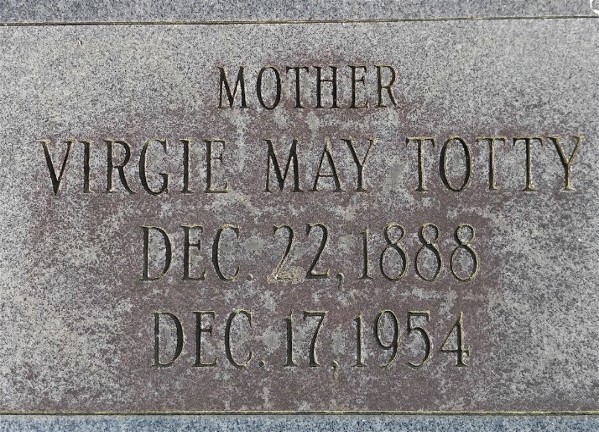 MOTHER
VIRGIE MAY TOTTY
DEC. 22, 1888
DEC. 17, 1954